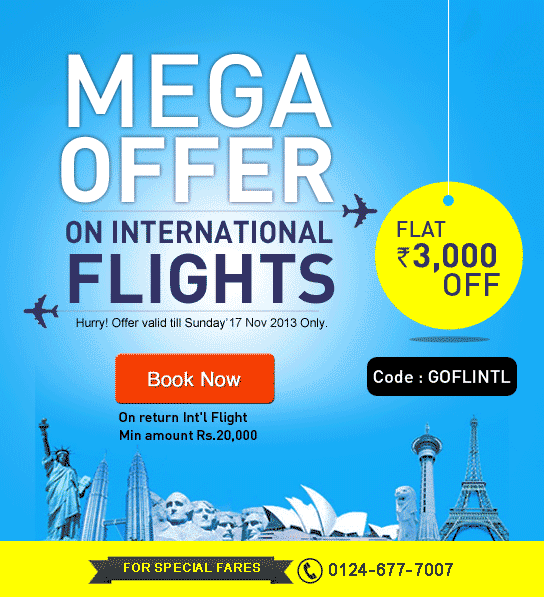 MEGA
OFFER
ON INTERNATIONAL
FLIGHTS
Hurry! Offer valid till Sunday'17 Nov 2013 Only.
FLAT
₹3,000
OFF
Code : GOFLINTL
Book Now
On return Int'l Flight
Min amount Rs.20,000
FOR SPECIAL FARES
0124-677-7007